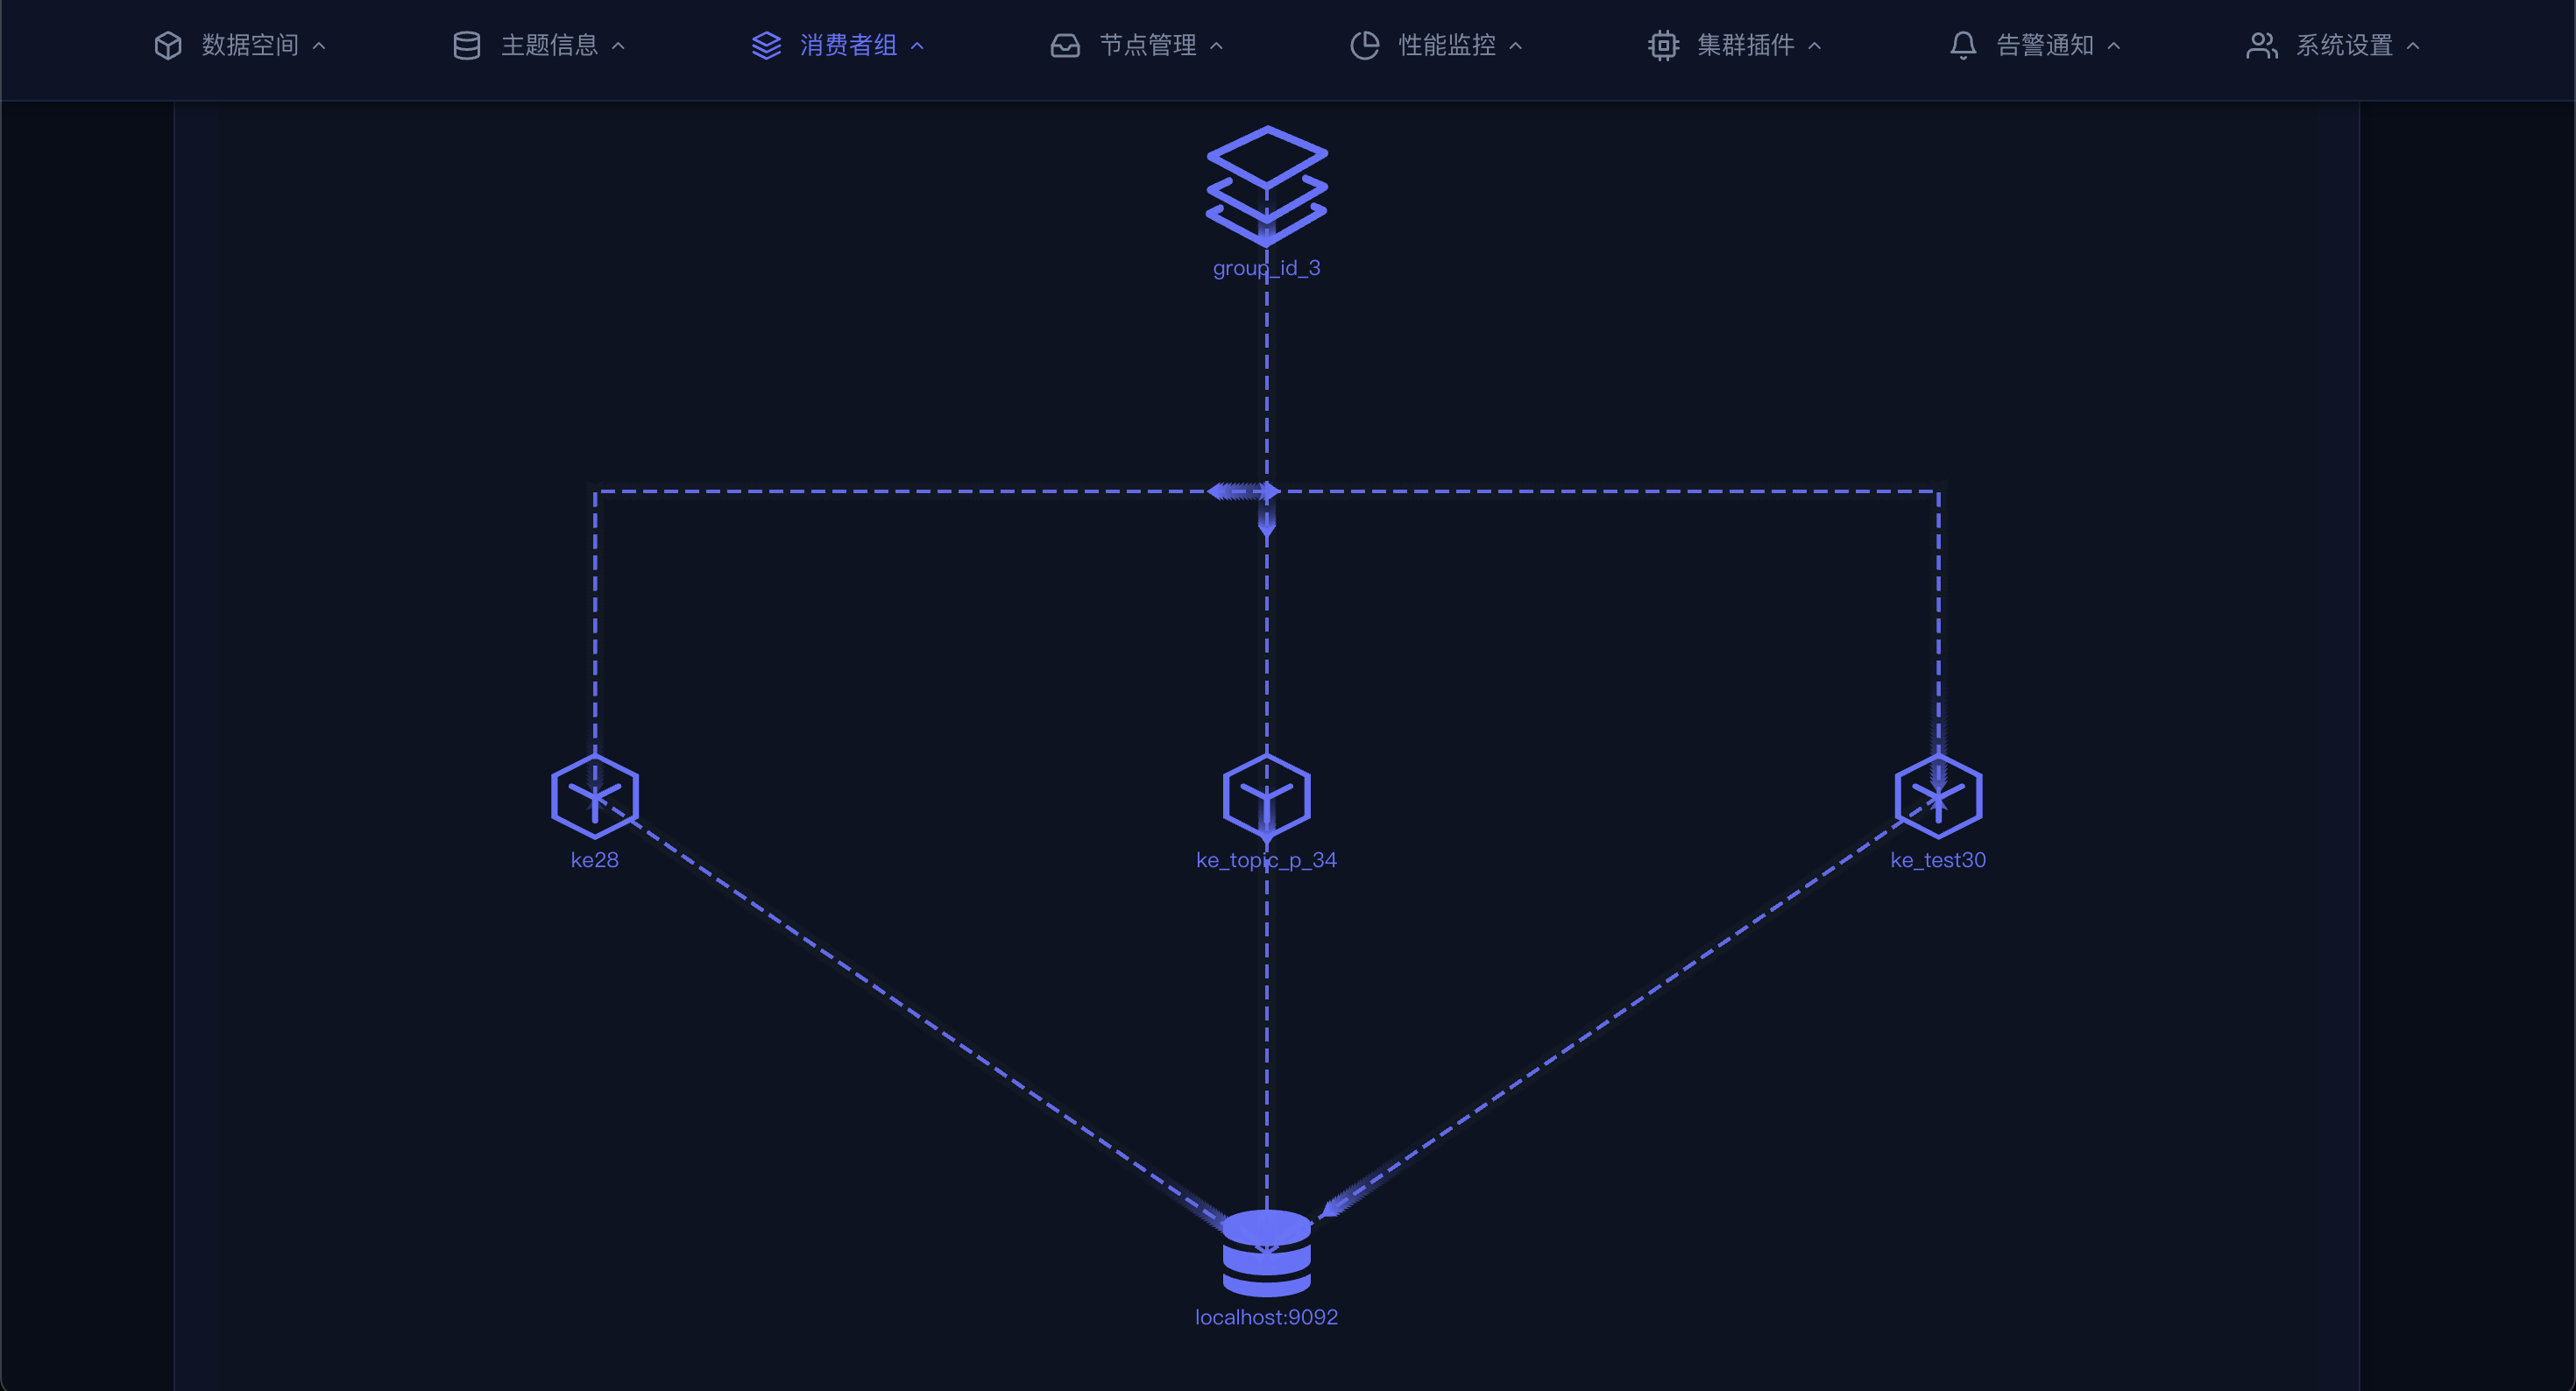 数据空间
主题信息
消费者组
节点管理
性能监控
集群插件
告警通知
系统设置
group_id_3
ke28
ke_topic_p_34
ke_test30
localhost:9092